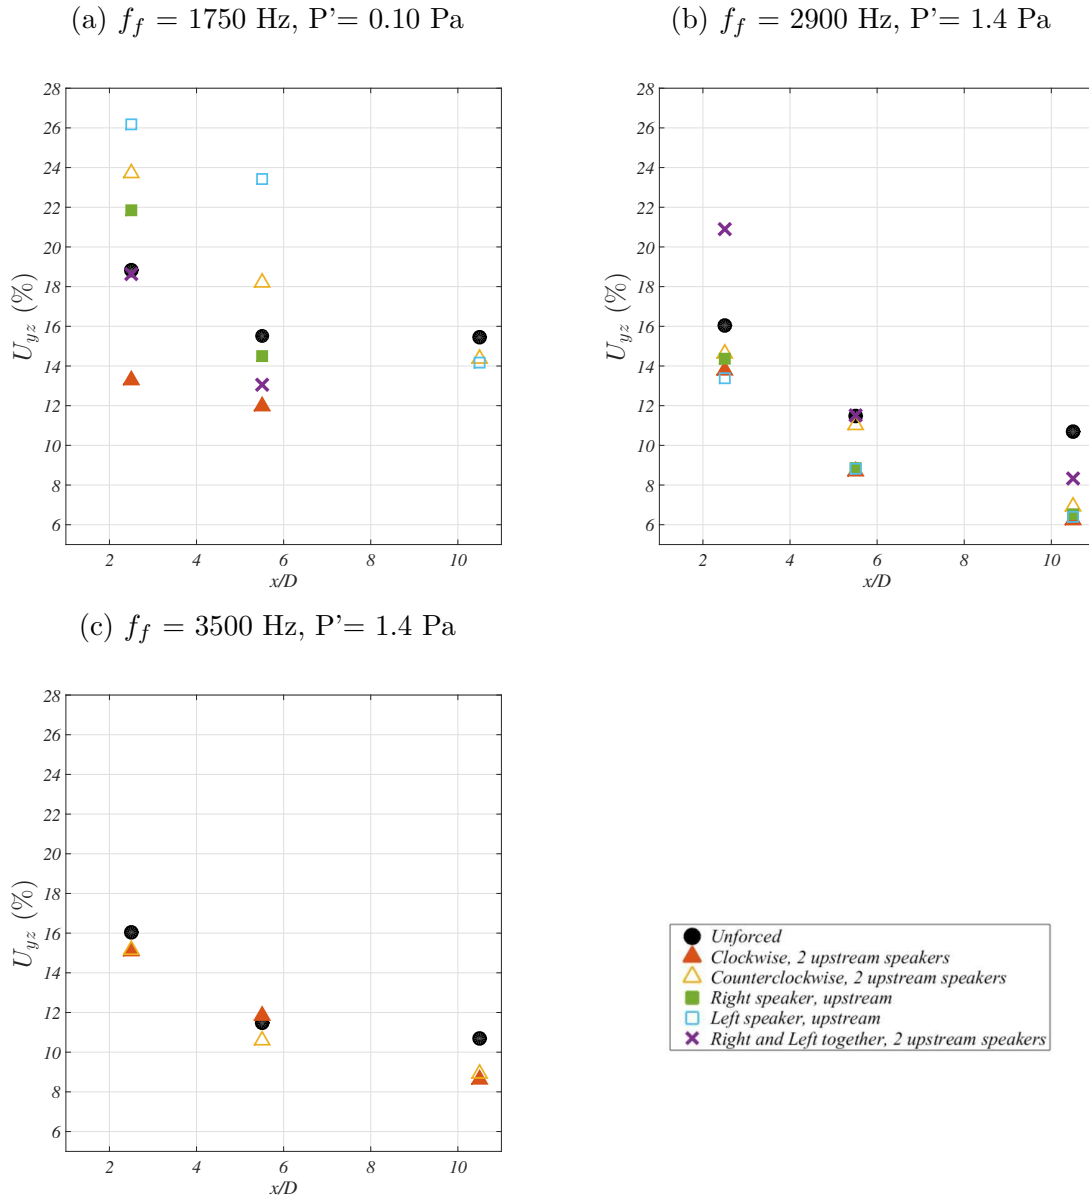 (a) f_f = 1750 Hz, P'= 0.10 Pa
28
26
24
22
20
18
16
14
12
10
8
6
U_yz (%)
2 4 6 8 10
x/D
(b) f_f = 2900 Hz, P'= 1.4 Pa
28
26
24
22
20
18
16
14
12
10
8
6
U_yz (%)
2 4 6 8 10
x/D
(c) f_f = 3500 Hz, P'= 1.4 Pa
28
26
24
22
20
18
16
14
12
10
8
6
U_yz (%)
2 4 6 8 10
x/D
Unforced
Clockwise, 2 upstream speakers
Counterclockwise, 2 upstream speakers
Right speaker, upstream
Left speaker, upstream
Right and Left together, 2 upstream speakers